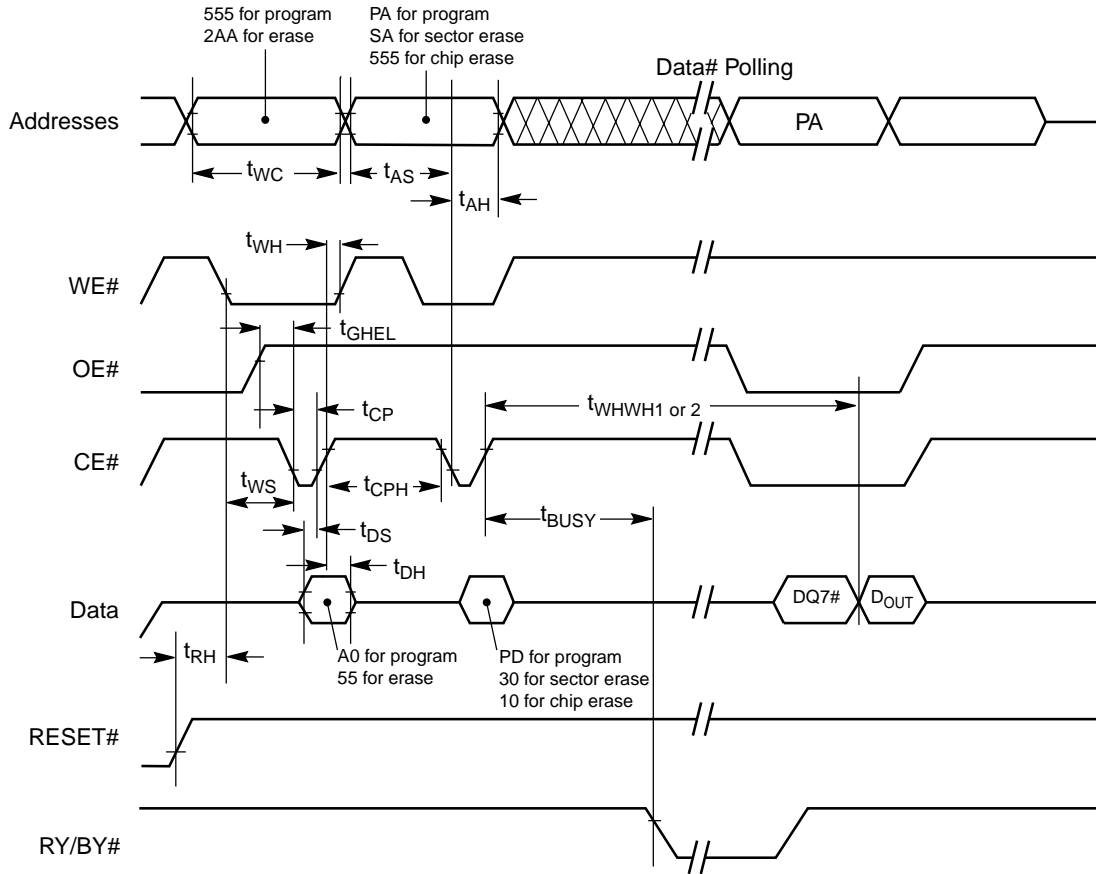 555 for program
2AA for erase
PA for program
SA for sector erase
555 for chip erase
Data# Polling
Addresses
PA
tWC
tAS
tAH
tWH
WE#
tGHEL
OE#
tWHWH1 or 2
tCP
CE#
tWS
tCPH
tBUSY
tDS
tDH
Data
DQ7#
DOUT
tRH
A0 for program
55 for erase
PD for program
30 for sector erase
10 for chip erase
RESET#
RY/BY#